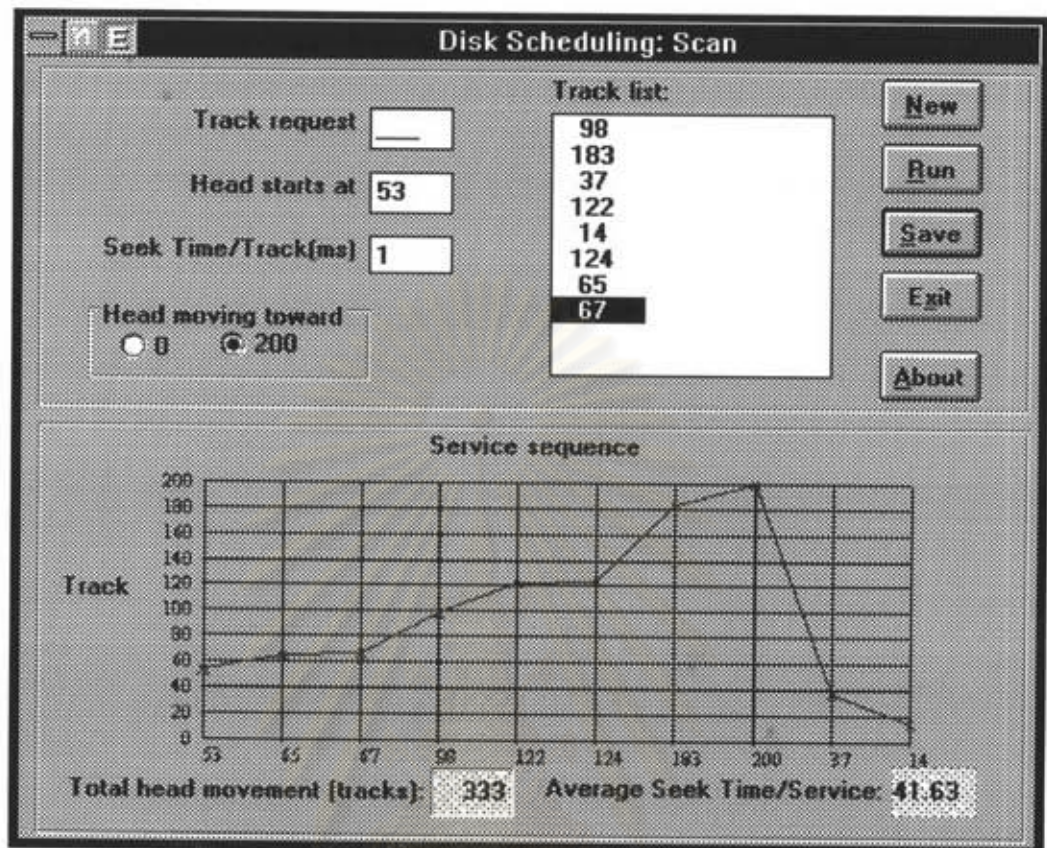 Disk Scheduling: Scan
Track request
Head starts at 53
Seek Time/Track(ms) 1
Head moving toward
0 200
Track list:
98
183
37
122
14
124
65
67
New
Run
Save
Exit
About
Service sequence
Track
200
180
160
140
120
100
80
60
40
20
0
53 65 67 98 122 124 183 200 37 14
Total head movement (tracks): 333 Average Seek Time/Service: 41.63